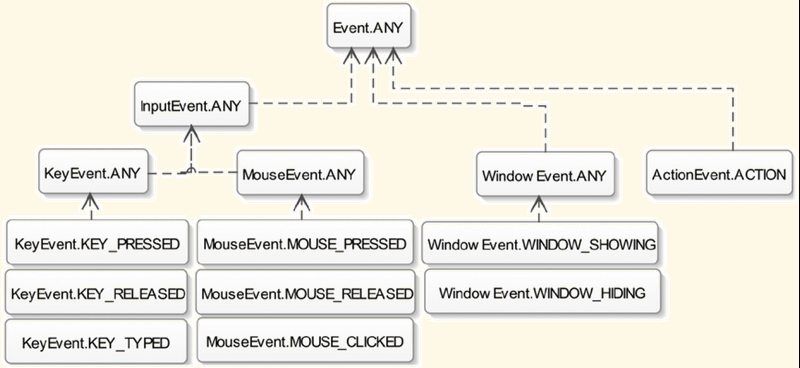 Event.ANY
InputEvent.ANY
KeyEvent.ANY
MouseEvent.ANY
Window Event.ANY
ActionEvent.ACTION
KeyEvent.KEY_PRESSED
MouseEvent.MOUSE_PRESSED
Window Event.WINDOW_SHOWING
KeyEvent.KEY_RELEASED
MouseEvent.MOUSE_RELEASED
Window Event.WINDOW_HIDING
KeyEvent.KEY_TYPED
MouseEvent.MOUSE_CLICKED